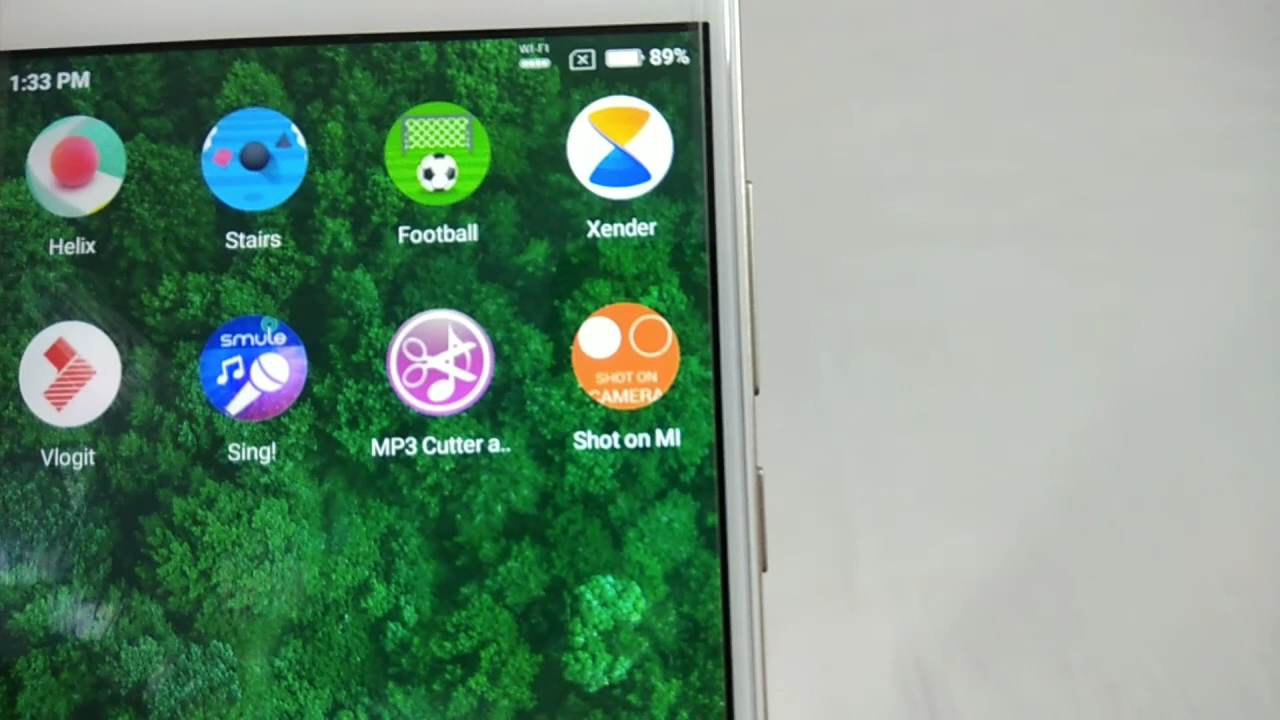 WI-FI
1:33 PM 89%
Helix Stairs Football Xender
smule
SHOT ON
CAMERA
Vlogit Sing! MP3 Cutter a.. Shot on MI